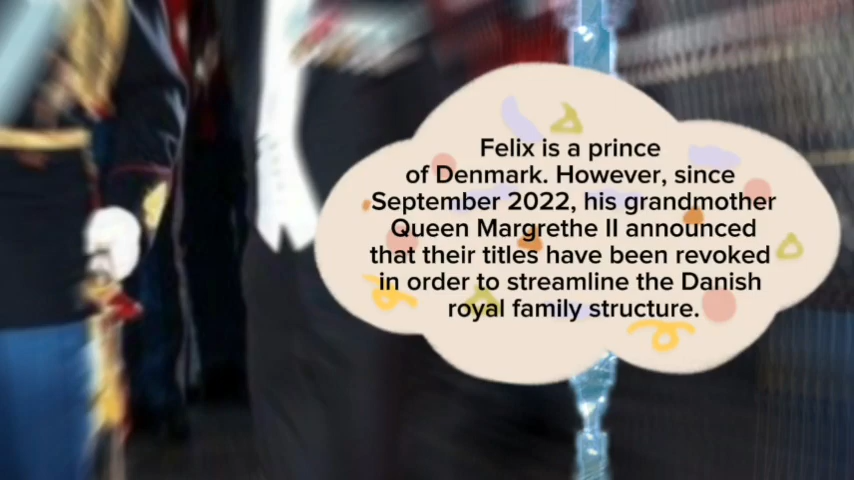 Felix is a prince
of Denmark. However, since
September 2022, his grandmother
Queen Margrethe II announced
that their titles have been revoked
in order to streamline the Danish
royal family structure.